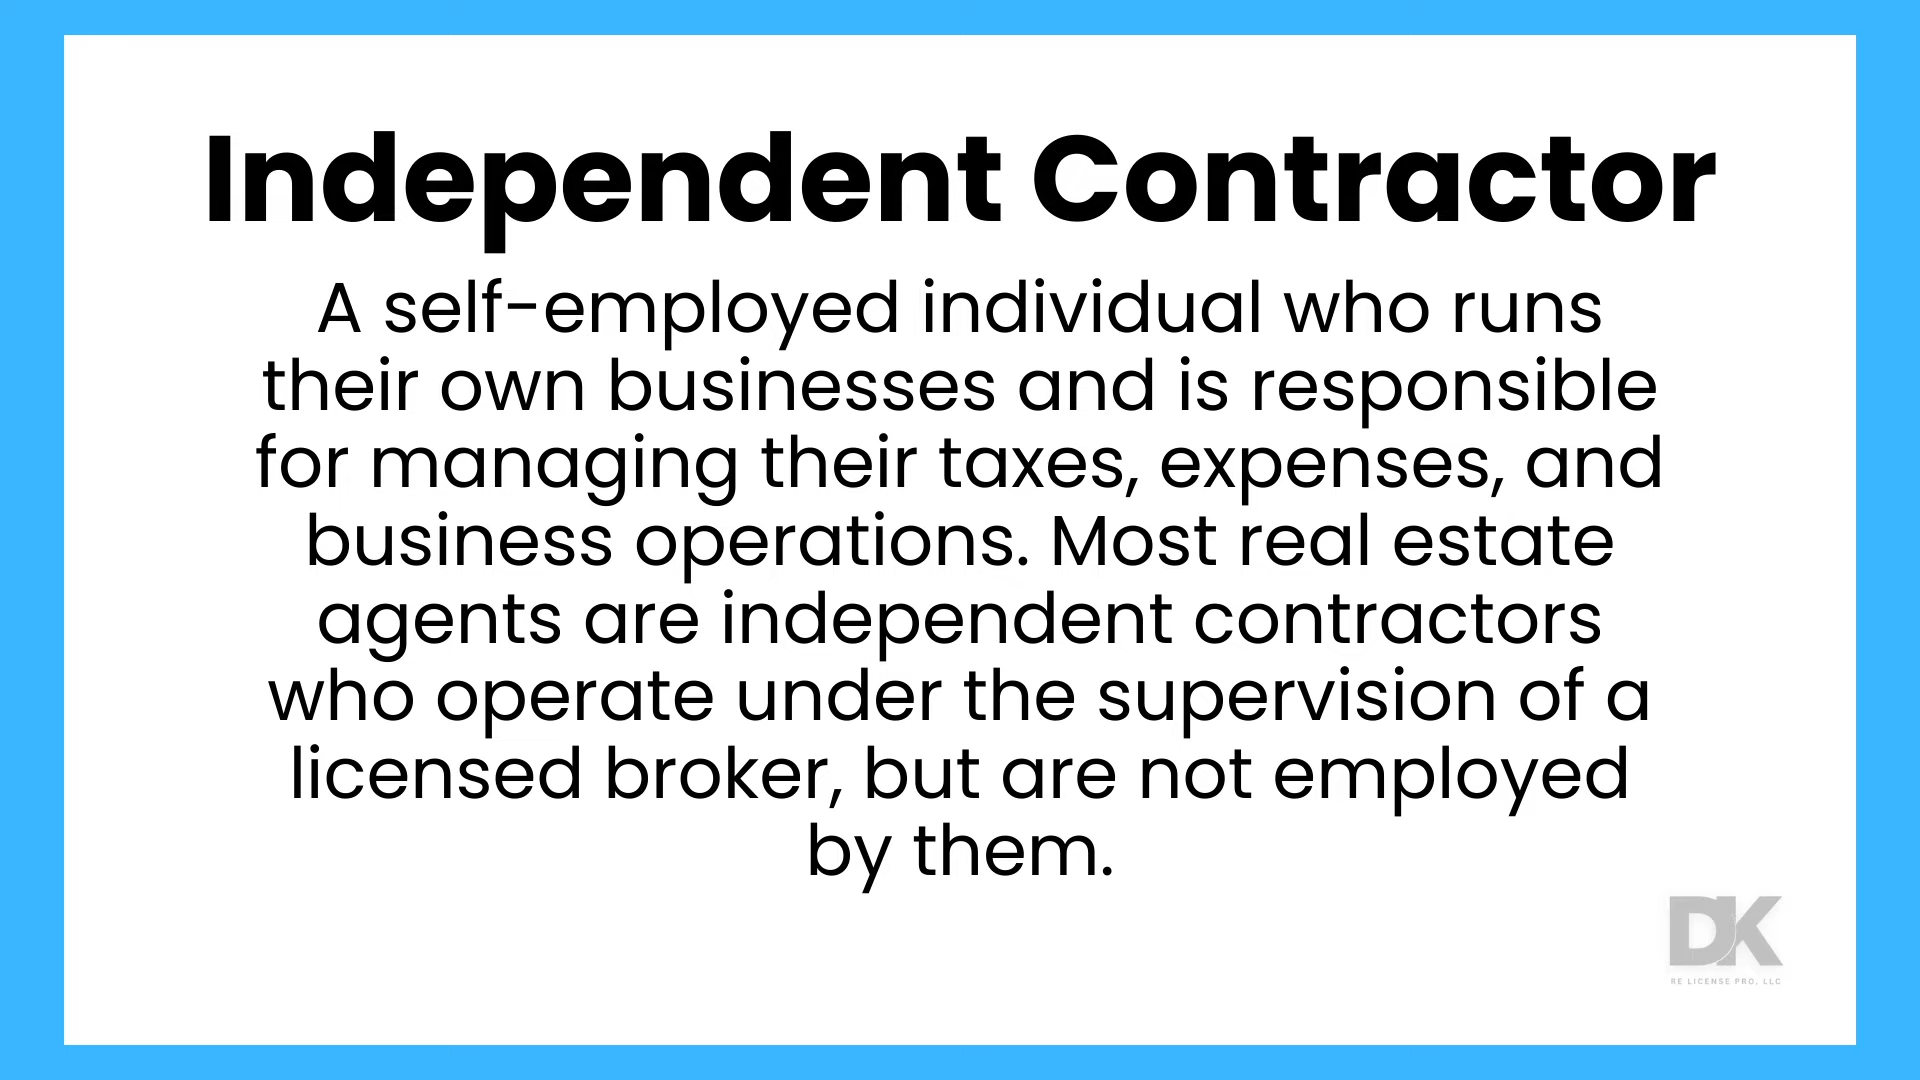 Independent Contractor
A self-employed individual who runs
their own businesses and is responsible
for managing their taxes, expenses, and
business operations. Most real estate
agents are independent contractors
who operate under the supervision of a
licensed broker, but are not employed
by them.
DK
RE LICENSE PRO, LLC